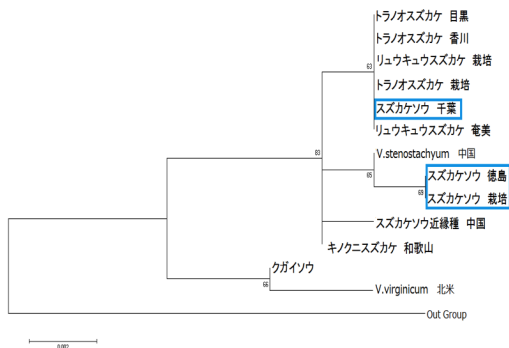 トラノオスズカケ 目黒
トラノオスズカケ 香川
リュウキュウスズカケ 栽培
63
トラノオスズカケ 栽培
スズカケソウ 千葉
リュウキュウスズカケ 奄美
V.stenostachyum 中国
83
65
スズカケソウ 徳島
69
スズカケソウ 栽培
スズカケソウ近縁種 中国
キノクニスズカケ 和歌山
クガイソウ
66
V.virginicum 北米
Out Group
0.002